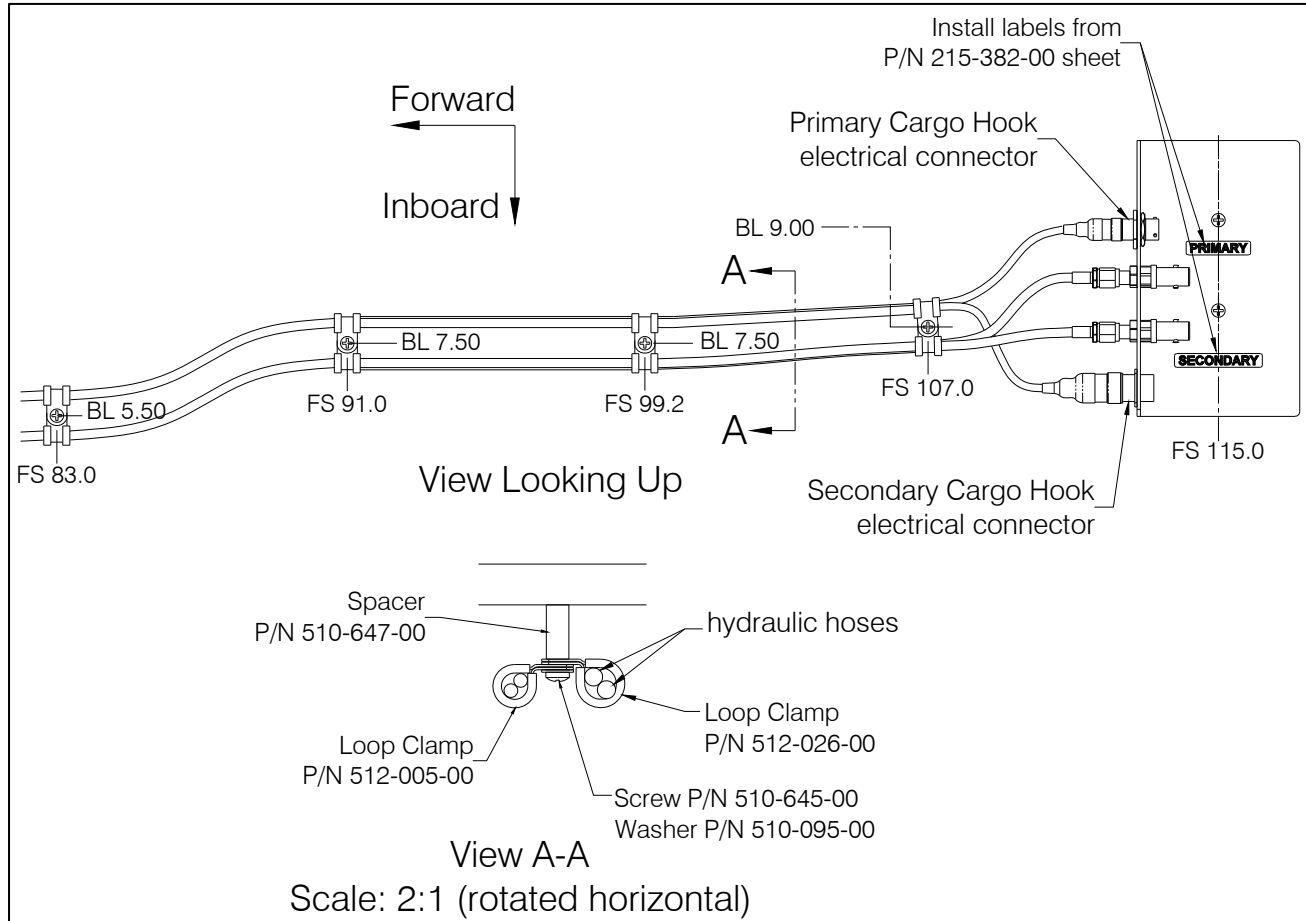 Install labels from
P/N 215-382-00 sheet
Forward
Primary Cargo Hook
electrical connector
Inboard
BL 9.00
PRIMARY
A
BL 7.50
BL 7.50
SECONDARY
BL 5.50
FS 91.0
FS 99.2
FS 107.0
A
FS 115.0
FS 83.0
View Looking Up
Secondary Cargo Hook
electrical connector
Spacer
P/N 510-647-00
hydraulic hoses
Loop Clamp
P/N 512-026-00
Loop Clamp
P/N 512-005-00
Screw P/N 510-645-00
Washer P/N 510-095-00
View A-A
Scale: 2:1 (rotated horizontal)